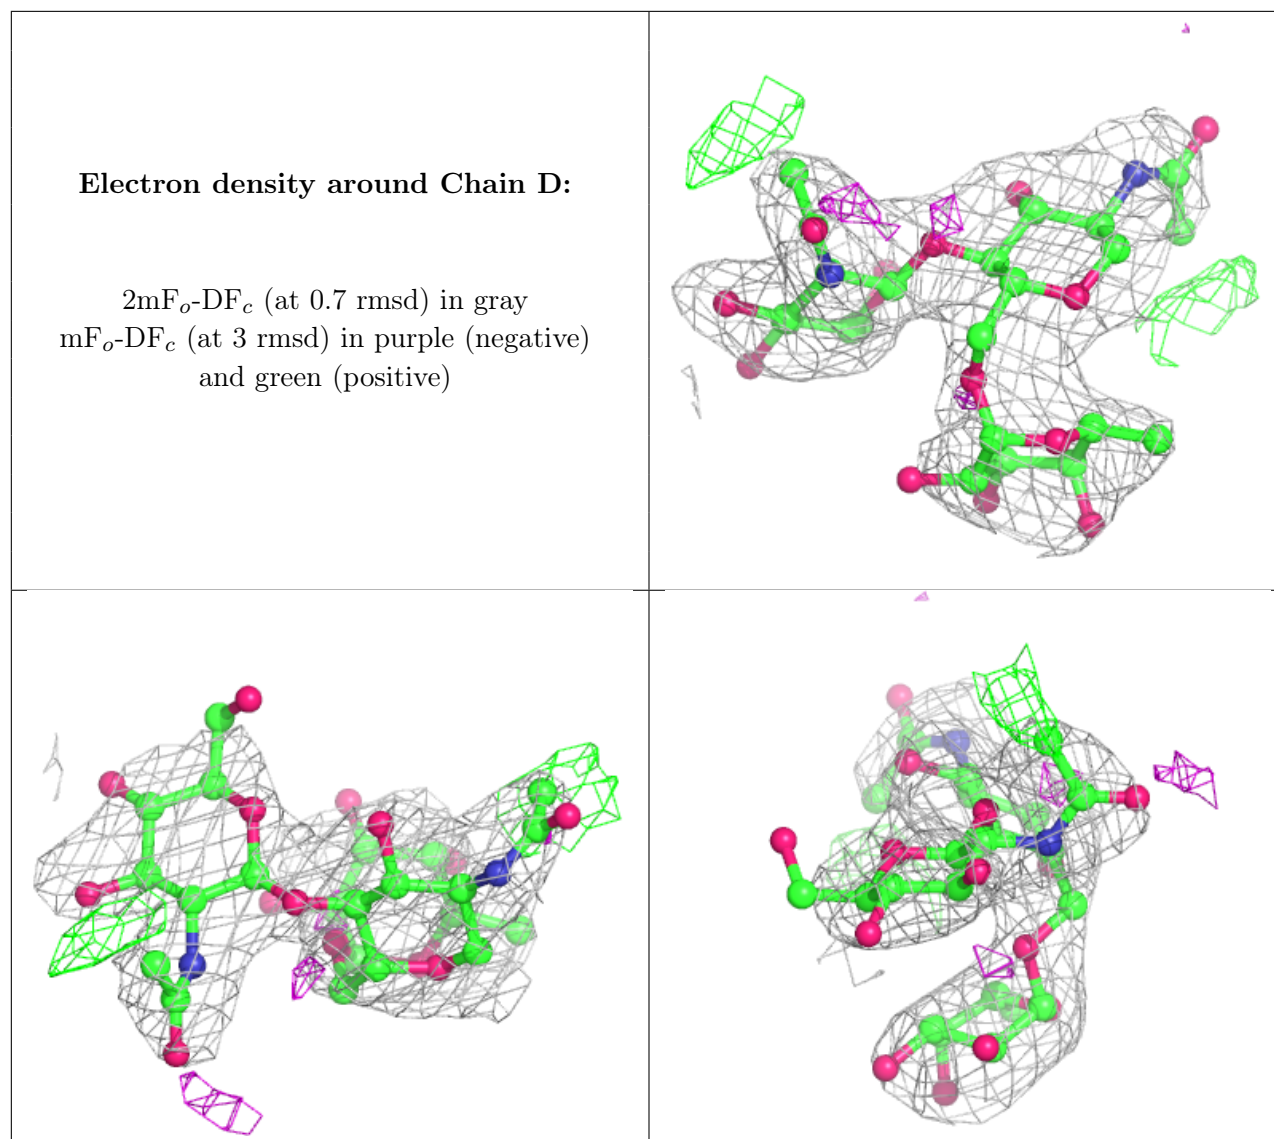 Electron density around Chain D:
2mFₒ-DF𝒸 (at 0.7 rmsd) in gray
mFₒ-DF𝒸 (at 3 rmsd) in purple (negative)
and green (positive)